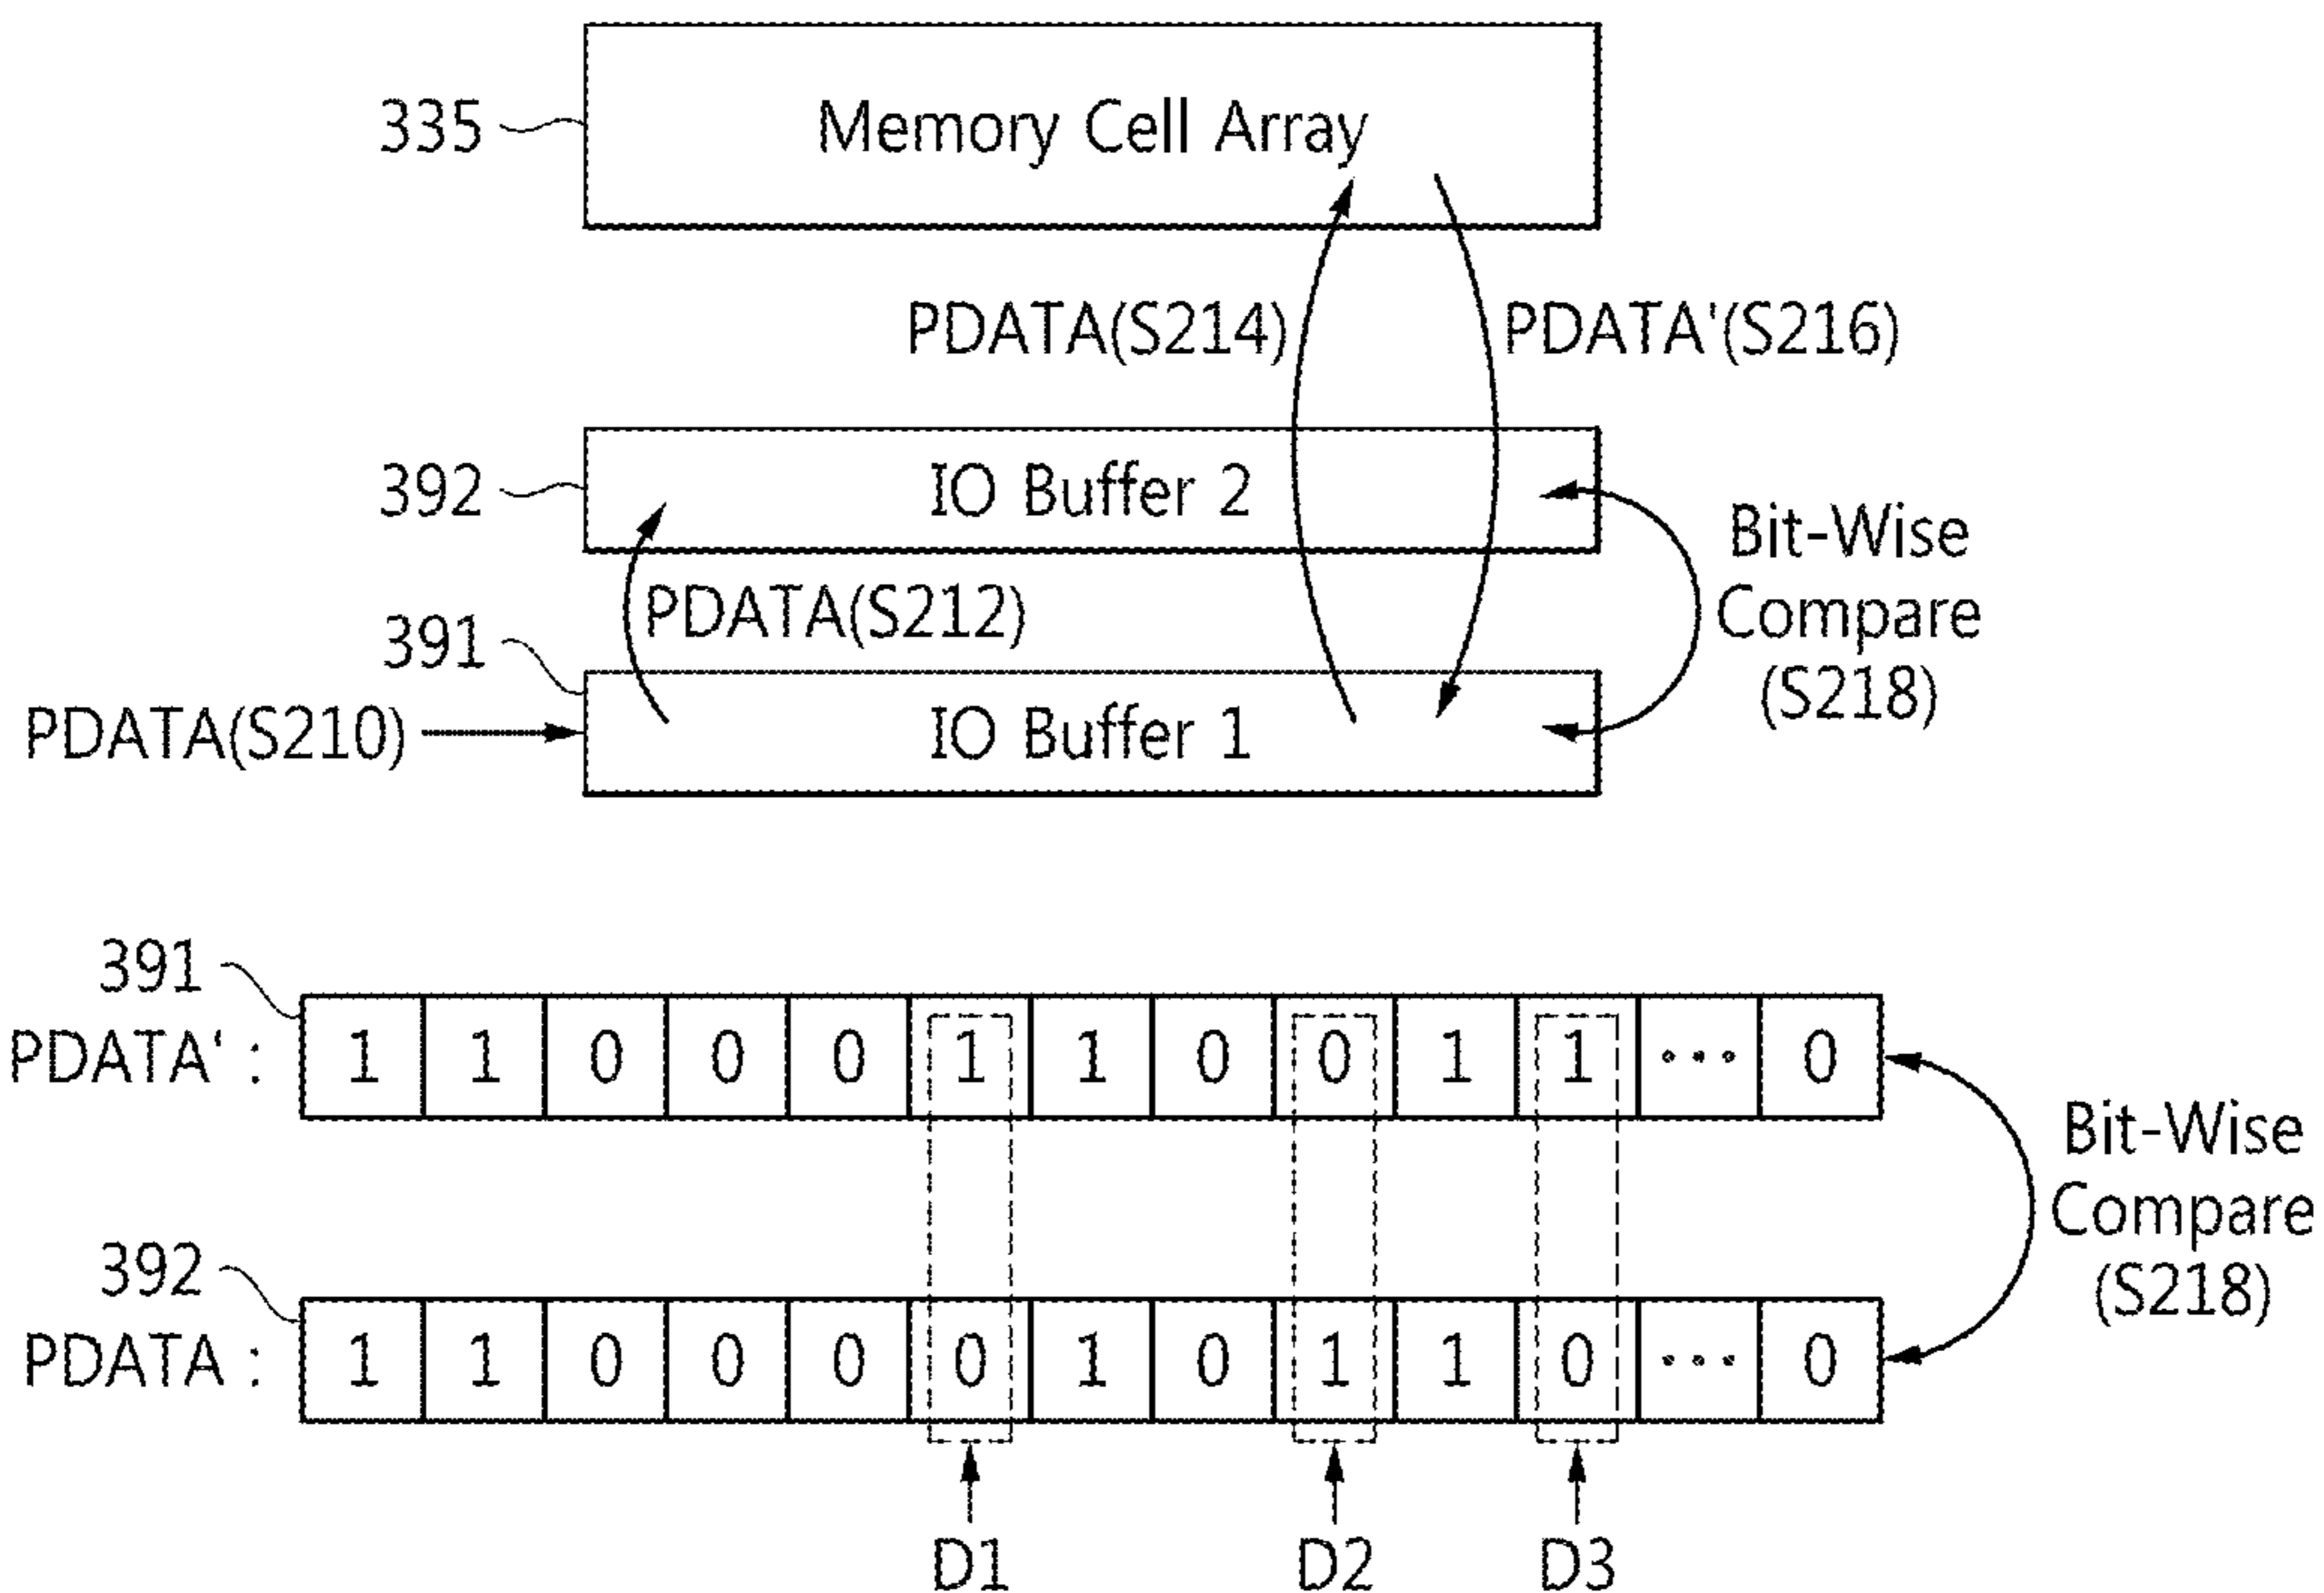 335
Memory Cell Array
PDATA(S214)
PDATA'(S216)
392
IO Buffer 2
Bit-Wise
Compare
(S218)
PDATA(S212)
391
PDATA(S210)
IO Buffer 1
391
PDATA' : 1 1 0 0 0 1 1 0 0 1 1 ... 0
Bit-Wise
Compare
(S218)
392
PDATA : 1 1 0 0 0 0 1 0 1 1 0 ... 0
D1 D2 D3